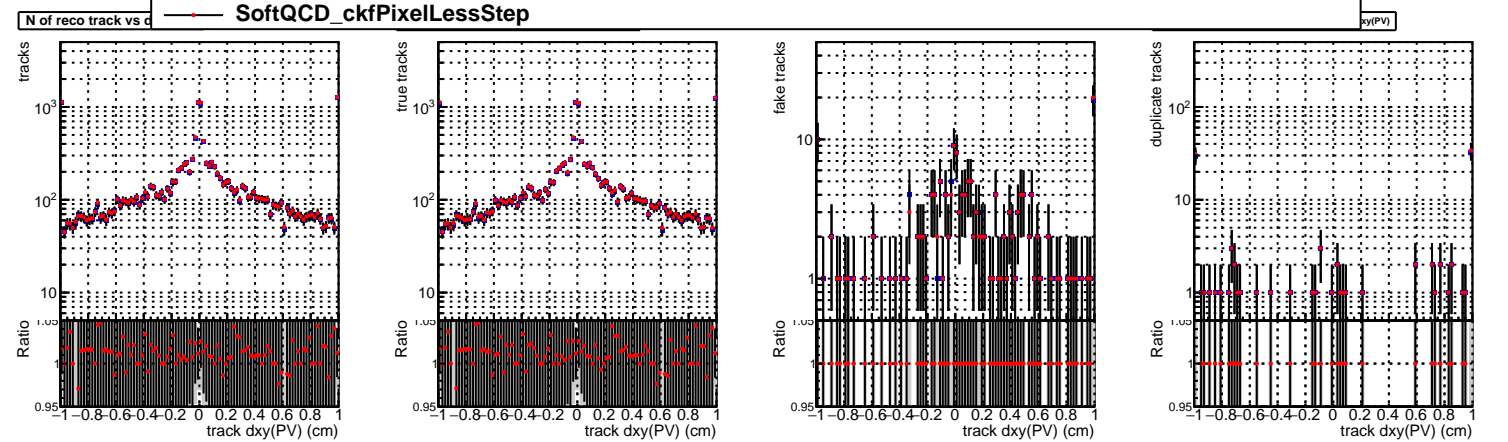 SoftQCD_ckfPixelLessStep
N of reco track vs d
xy(PV)
tracks
10³
10²
10
Ratio
1.05
1
0.95
−1 −0.8 −0.6 −0.4 −0.2 0 0.2 0.4 0.6 0.8 1
track dxy(PV) (cm)
true tracks
10³
10²
10
Ratio
1.05
1
0.95
−1 −0.8 −0.6 −0.4 −0.2 0 0.2 0.4 0.6 0.8 1
track dxy(PV) (cm)
fake tracks
10
1
Ratio
1.05
1
0.95
−1 −0.8 −0.6 −0.4 −0.2 0 0.2 0.4 0.6 0.8 1
track dxy(PV) (cm)
duplicate tracks
10²
10
1
Ratio
1.05
1
0.95
−1 −0.8 −0.6 −0.4 −0.2 0 0.2 0.4 0.6 0.8 1
track dxy(PV) (cm)